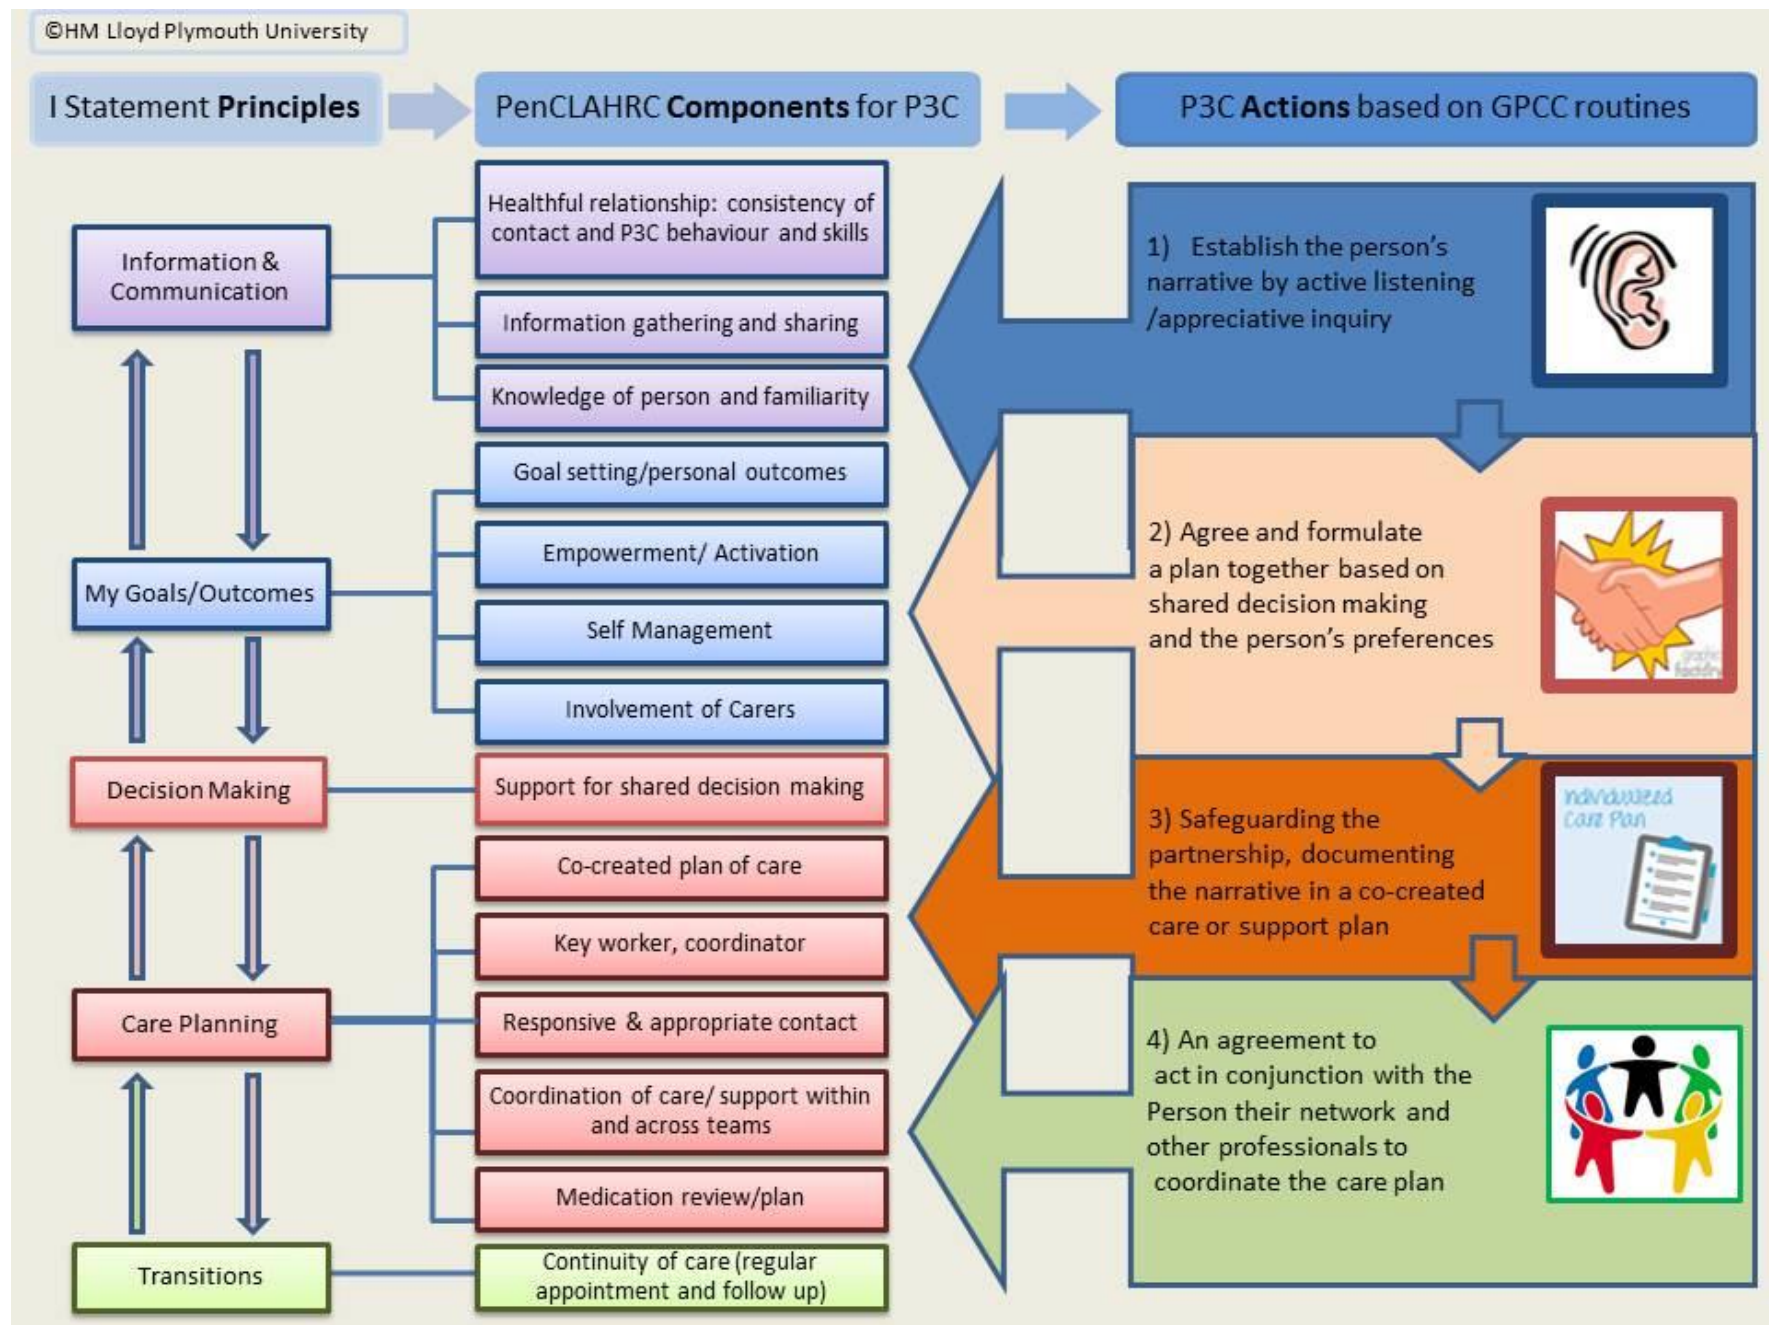 ©HM Lloyd Plymouth University
I Statement Principles
PenCLAHRC Components for P3C
P3C Actions based on GPCC routines
Information &
Communication
My Goals/Outcomes
Decision Making
Care Planning
Transitions
Healthful relationship: consistency of
contact and P3C behaviour and skills
Information gathering and sharing
Knowledge of person and familiarity
Goal setting/personal outcomes
Empowerment/ Activation
Self Management
Involvement of Carers
Support for shared decision making
Co-created plan of care
Key worker, coordinator
Responsive & appropriate contact
Coordination of care/ support within
and across teams
Medication review/plan
Continuity of care (regular
appointment and follow up)
1) Establish the person's
narrative by active listening
/appreciative inquiry
2) Agree and formulate
a plan together based on
shared decision making
and the person's preferences
graphic
factory
3) Safeguarding the
partnership, documenting
the narrative in a co-created
care or support plan
ndividualized
Care Plan
4) An agreement to
act in conjunction with the
Person their network and
other professionals to
coordinate the care plan